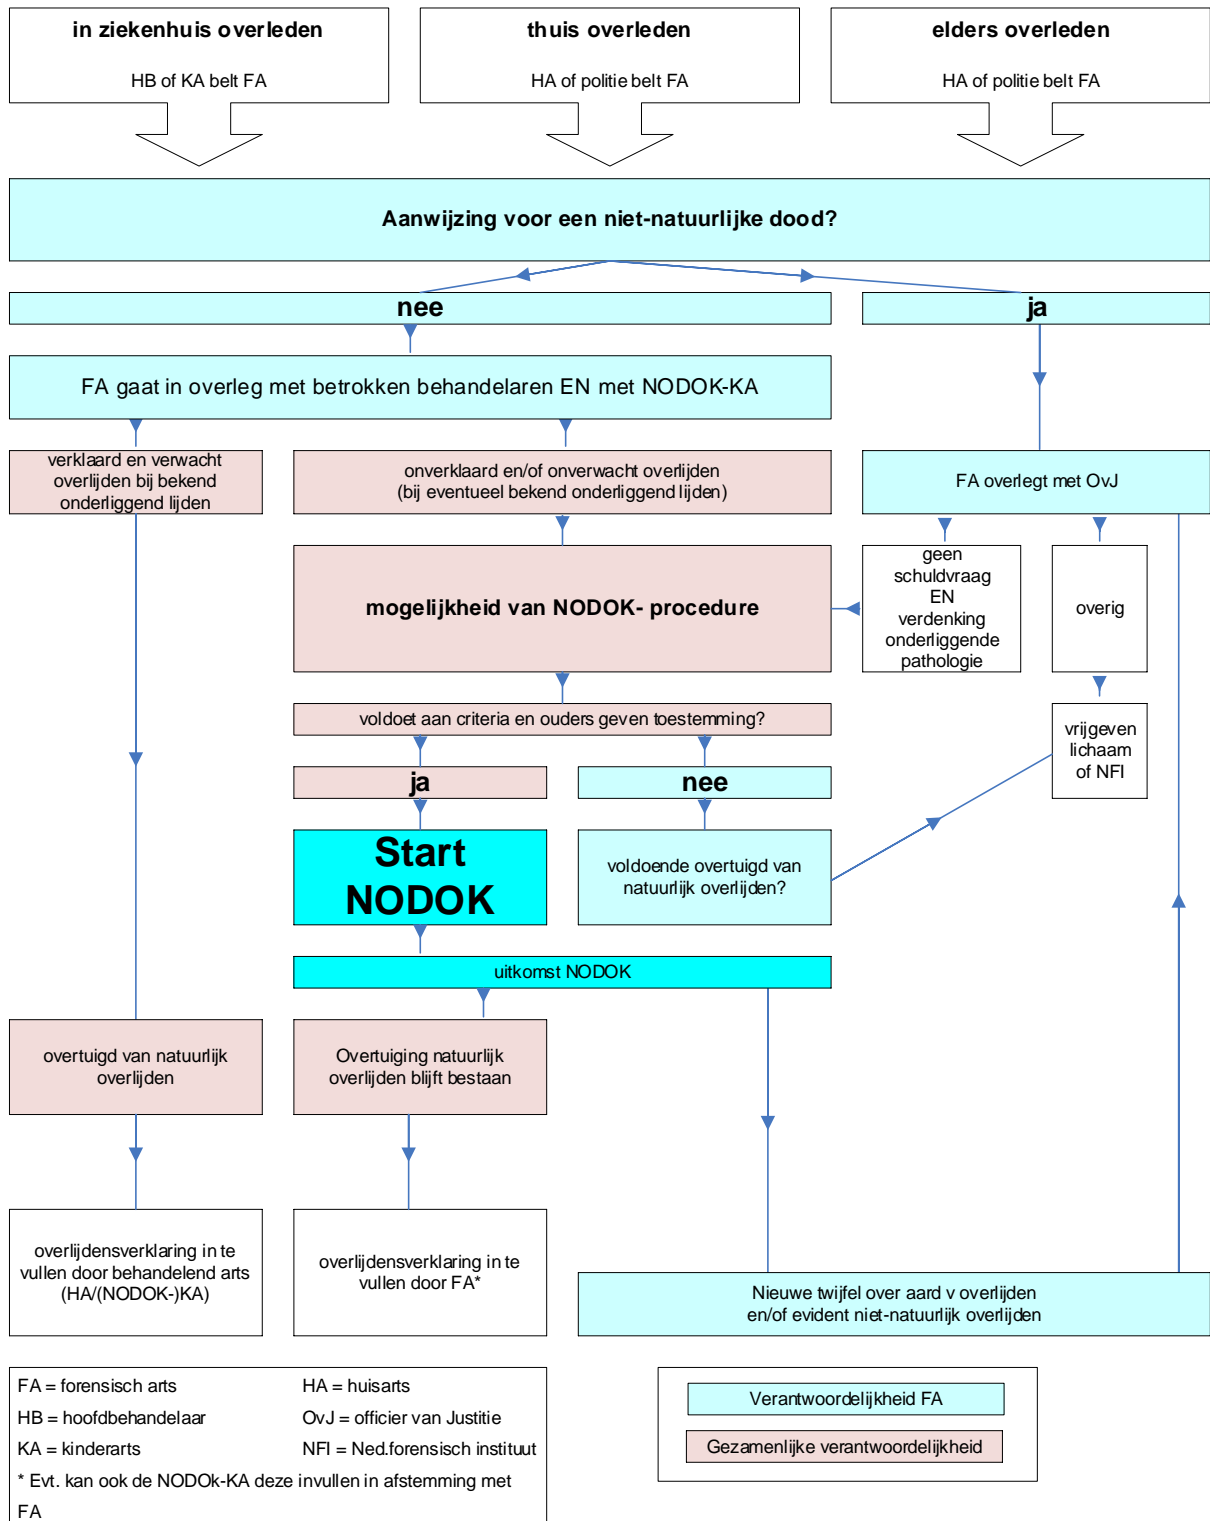 in ziekenhuis overleden
HB of KA belt FA
thuis overleden
HA of politie belt FA
elders overleden
HA of politie belt FA
Aanwijzing voor een niet-natuurlijke dood?
nee
ja
FA gaat in overleg met betrokken behandelaren EN met NODOK-KA
verklaard en verwacht
overlijden bij bekend
onderliggend lijden
onverklaard en/of onverwacht overlijden
(bij eventueel bekend onderliggend lijden)
FA overlegt met OvJ
mogelijkheid van NODOK- procedure
geen
schuldvraag
EN
verdenking
onderliggende
pathologie
overig
voldoet aan criteria en ouders geven toestemming?
vrijgeven
lichaam
of NFI
ja
nee
Start
NODOK
voldoende overtuigd van
natuurlijk overlijden?
uitkomst NODOK
overtuigd van natuurlijk
overlijden
Overtuiging natuurlijk
overlijden blijft bestaan
overlijdensverklaring in te
vullen door behandelend arts
(HA/(NODOK-)KA)
overlijdensverklaring in te
vullen door FA*
Nieuwe twijfel over aard v overlijden
en/of evident niet-natuurlijk overlijden
FA = forensisch arts
HA = huisarts
HB = hoofdbehandelaar
OvJ = officier van Justitie
KA = kinderarts
NFI = Ned.forensisch instituut
* Evt. kan ook de NODOk-KA deze invullen in afstemming met
FA
Verantwoordelijkheid FA
Gezamenlijke verantwoordelijkheid